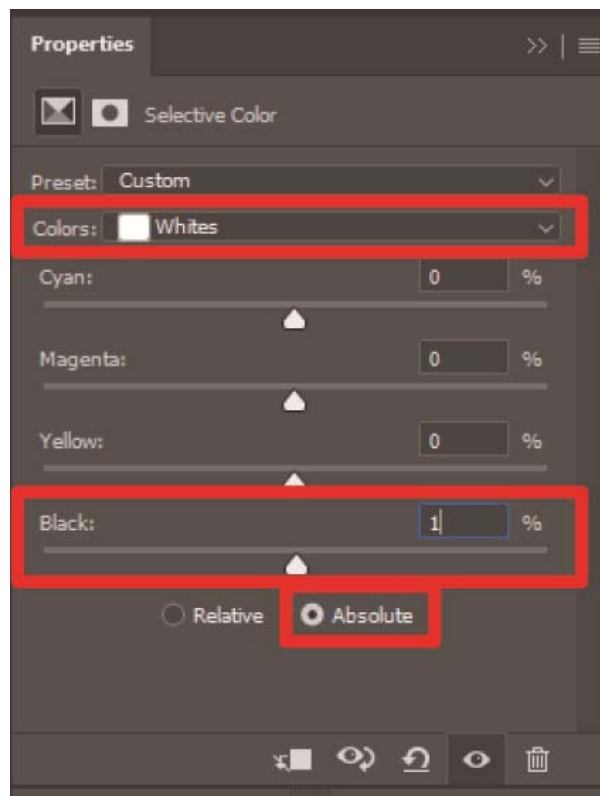 Properties
Selective Color
Preset: Custom
Colors: Whites
Cyan: 0 %
Magenta: 0 %
Yellow: 0 %
Black: 1 %
Relative Absolute